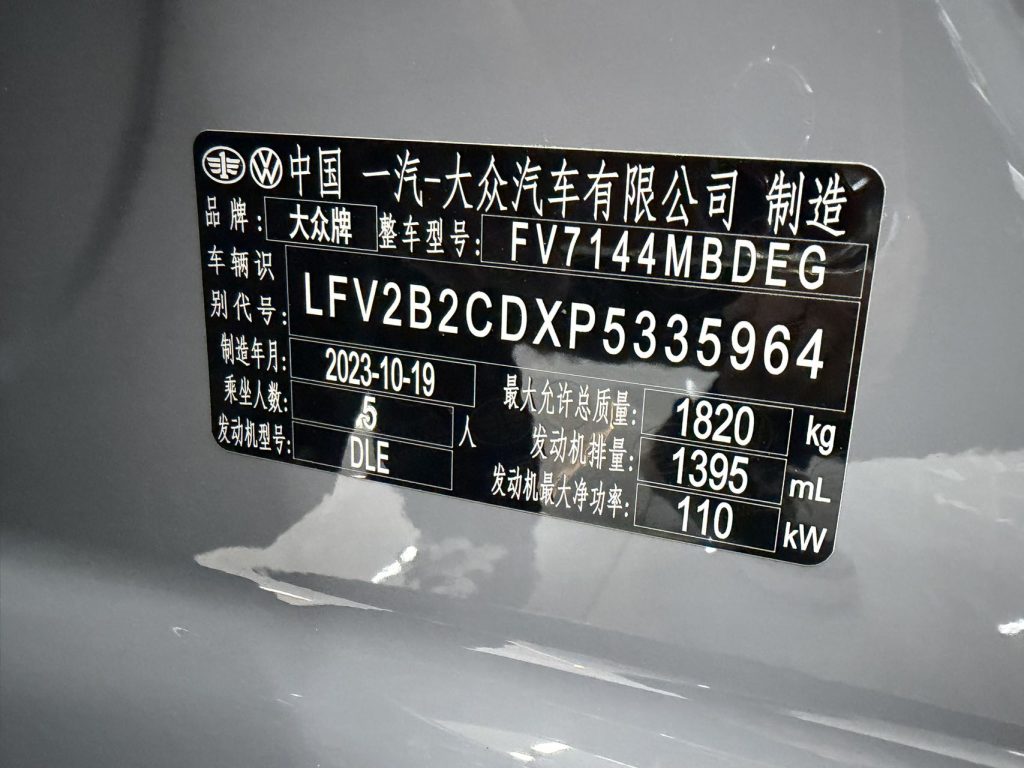 中国 一汽-大众汽车有限公司 制造
品牌: 大众牌 整车型号: FV7144MBDEG
车辆识
别代号: LFV2B2CDXP5335964
制造年月: 2023-10-19
乘坐人数: 5 人
发动机型号: DLE
最大允许总质量: 1820 kg
发动机排量: 1395 mL
发动机最大净功率: 110 kW